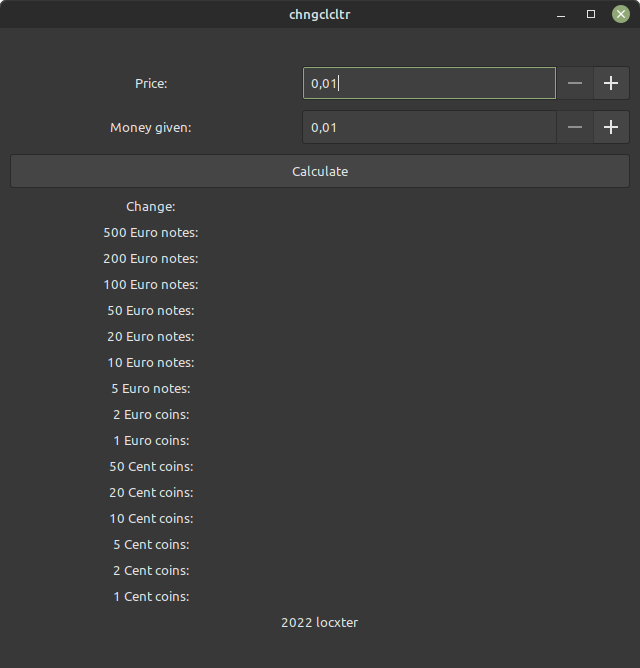 chngclcltr
Price: 0,01
Money given: 0,01
Calculate
Change:
500 Euro notes:
200 Euro notes:
100 Euro notes:
50 Euro notes:
20 Euro notes:
10 Euro notes:
5 Euro notes:
2 Euro coins:
1 Euro coins:
50 Cent coins:
20 Cent coins:
10 Cent coins:
5 Cent coins:
2 Cent coins:
1 Cent coins:
2022 locxter